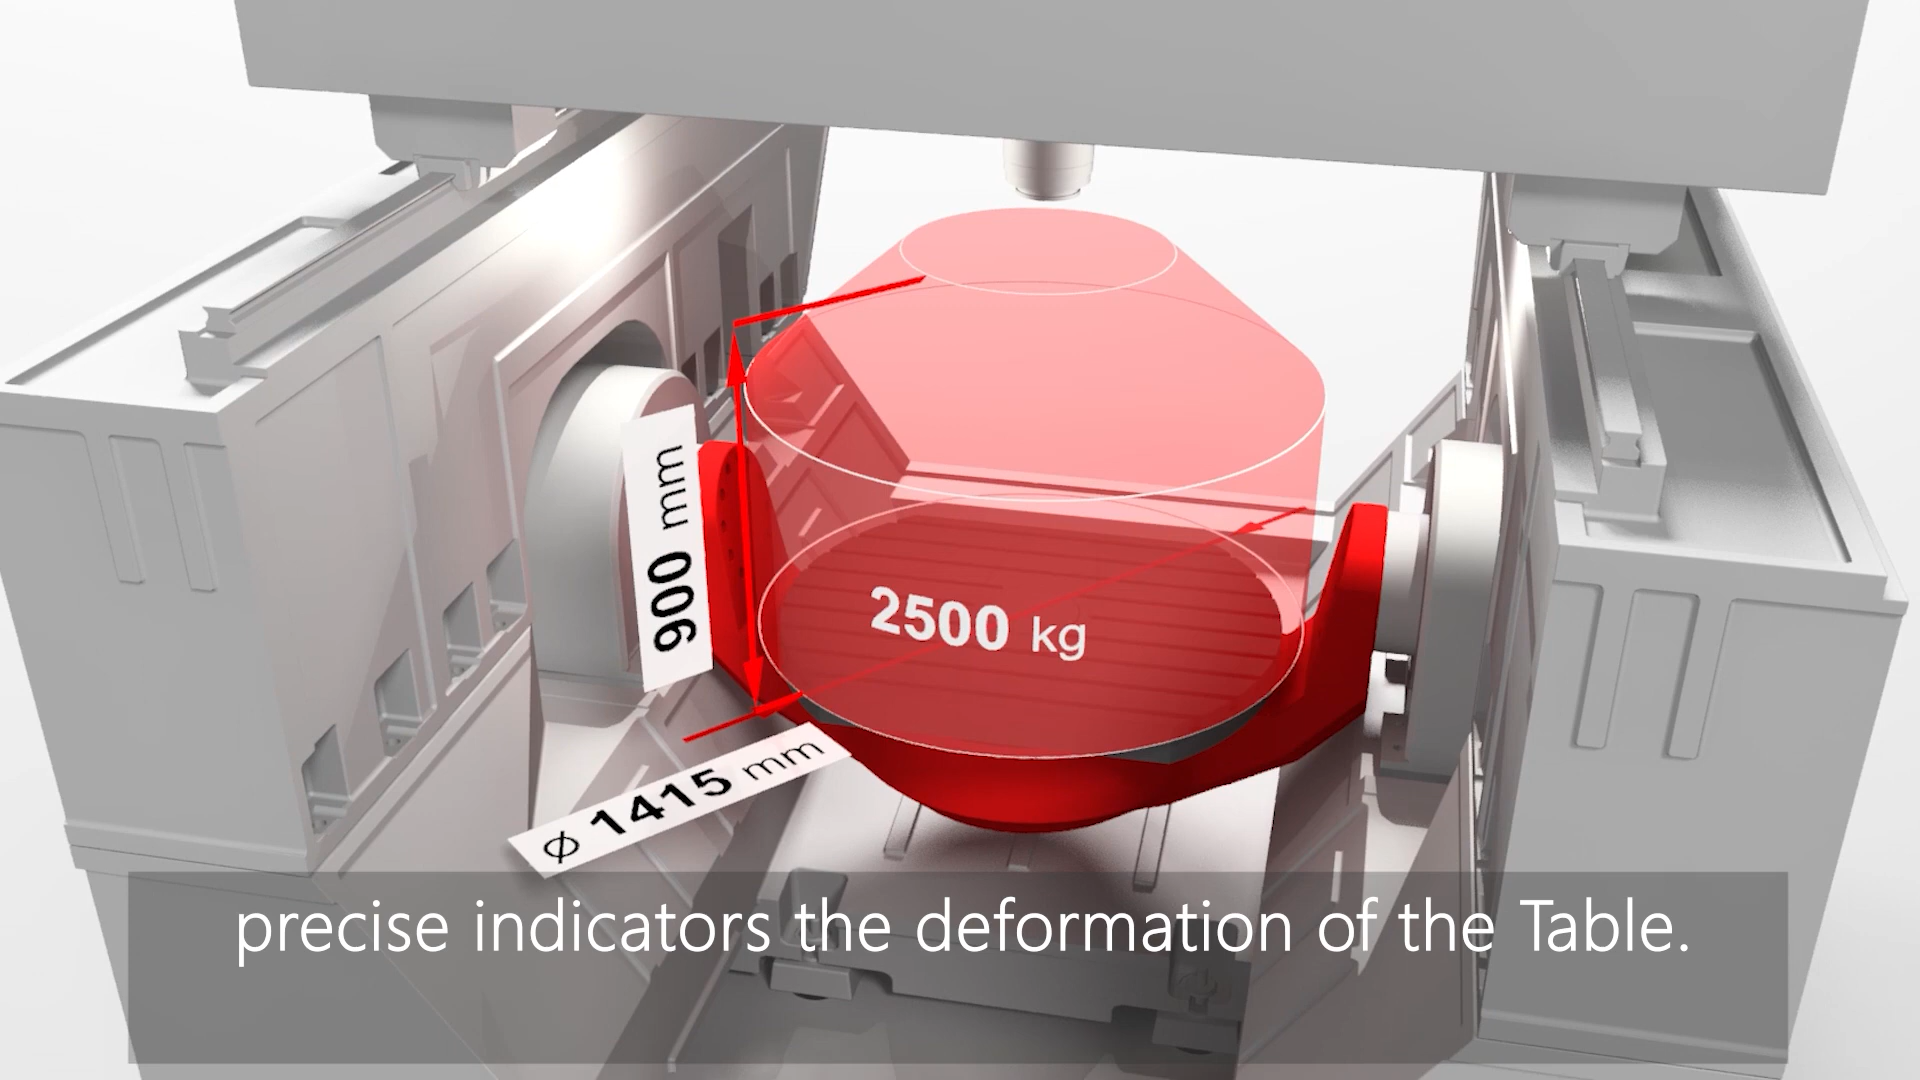 900 mm
2500 kg
Ø 1415 mm
precise indicators the deformation of the Table.